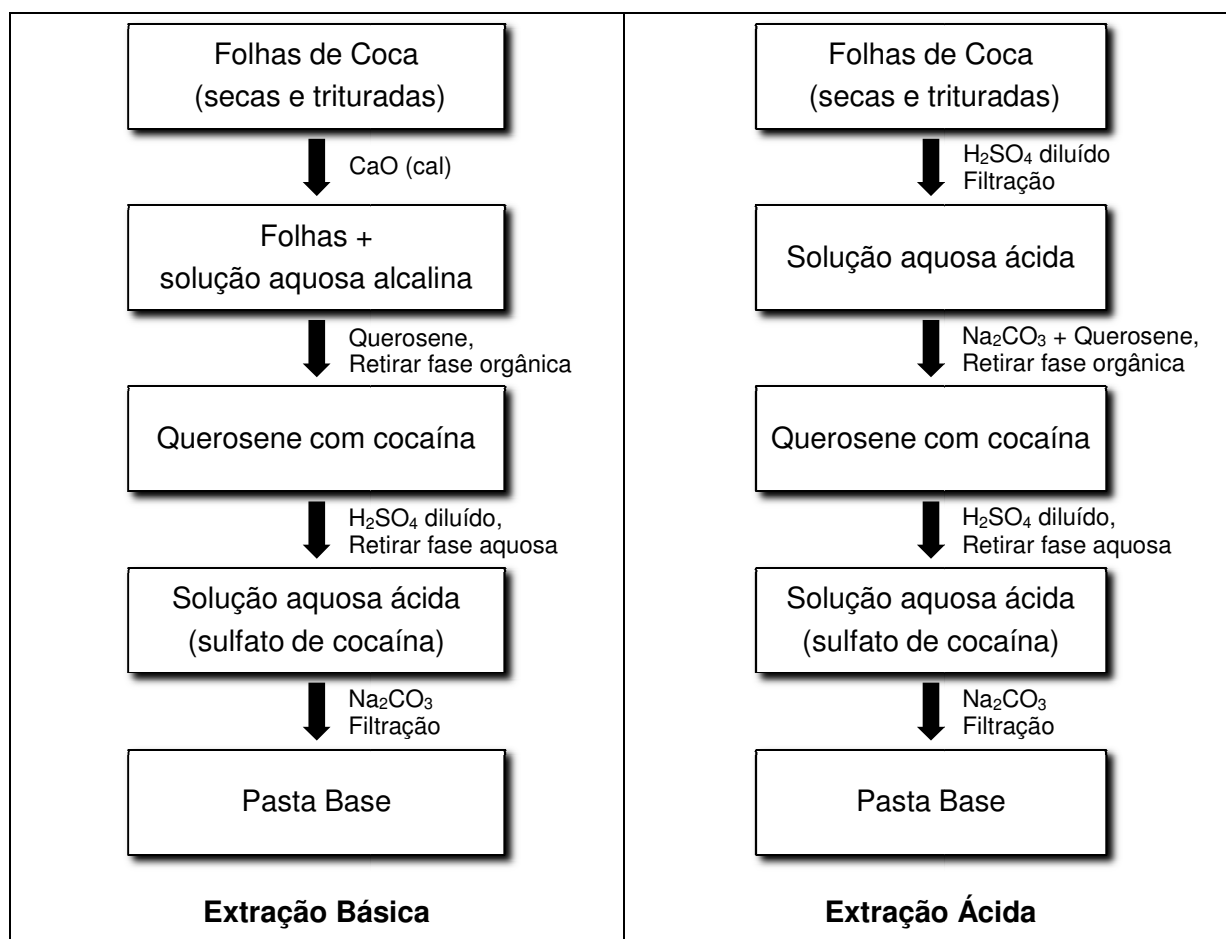 Folhas de Coca
(secas e trituradas)
CaO (cal)
Folhas +
solução aquosa alcalina
Querosene,
Retirar fase orgânica
Querosene com cocaína
H₂SO₄ diluído,
Retirar fase aquosa
Solução aquosa ácida
(sulfato de cocaína)
Na₂CO₃
Filtração
Pasta Base
Extração Básica
Folhas de Coca
(secas e trituradas)
H₂SO₄ diluído
Filtração
Solução aquosa ácida
Na₂CO₃ + Querosene,
Retirar fase orgânica
Querosene com cocaína
H₂SO₄ diluído,
Retirar fase aquosa
Solução aquosa ácida
(sulfato de cocaína)
Na₂CO₃
Filtração
Pasta Base
Extração Ácida